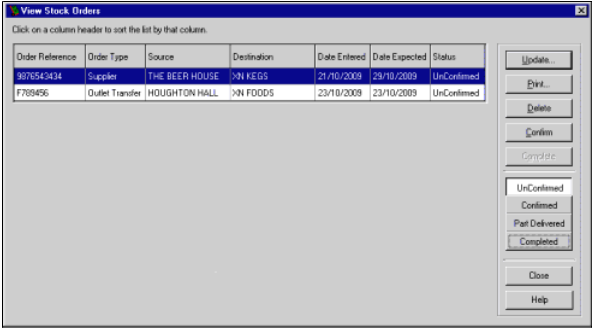 View Stock Orders
Click on a column header to sort the list by that column.
Order Reference Order Type Source Destination Date Entered Date Expected Status
9876543434 Supplier THE BEER HOUSE XN KEGS 21/10/2009 29/10/2009 UnConfirmed
F789456 Outlet Transfer HOUGHTON HALL XN FOODS 23/10/2009 23/10/2009 UnConfirmed
Update...
Print...
Delete
Confirm
Complete
UnConfirmed
Confirmed
Part Delivered
Completed
Close
Help